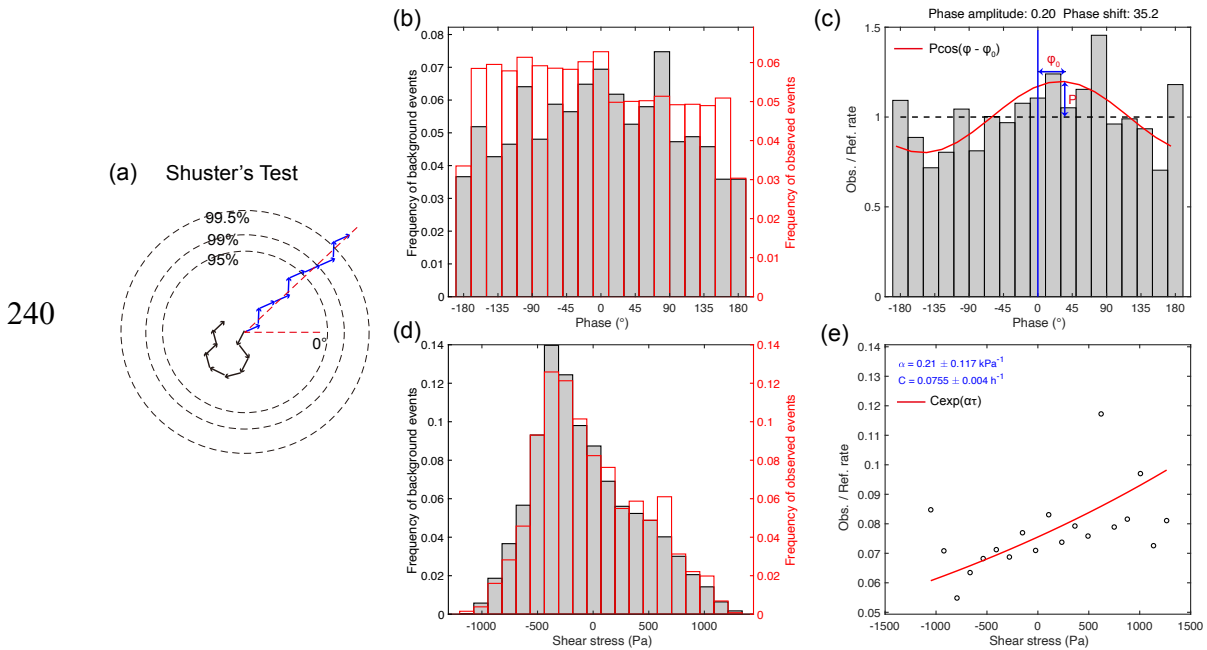 240
(a) Shuster's Test
99.5%
99%
95%
0°
(b)
Frequency of background events
0.08
0.07
0.06
0.05
0.04
0.03
0.02
0.01
0
-180 -135 -90 -45 0 45 90 135 180
Phase (°)
0.06
0.05
0.04
0.03
0.02
0.01
0
Frequency of observed events
(c)
Phase amplitude: 0.20 Phase shift: 35.2
Obs. / Ref. rate
1.5
1
0.5
0
Pcos(φ - φ0)
φ0
P
-180 -135 -90 -45 0 45 90 135 180
Phase (°)
(d)
Frequency of background events
0.14
0.12
0.1
0.08
0.06
0.04
0.02
0
-1000 -500 0 500 1000
Shear stress (Pa)
0.14
0.12
0.10
0.08
0.06
0.04
0.02
0
Frequency of observed events
(e)
Obs. / Ref. rate
0.14
0.13
0.12
0.11
0.1
0.09
0.08
0.07
0.06
0.05
α = 0.21 ± 0.117 kPa-1
C = 0.0755 ± 0.004 h-1
Cexp(ατ)
-1500 -1000 -500 0 500 1000 1500
Shear stress (Pa)